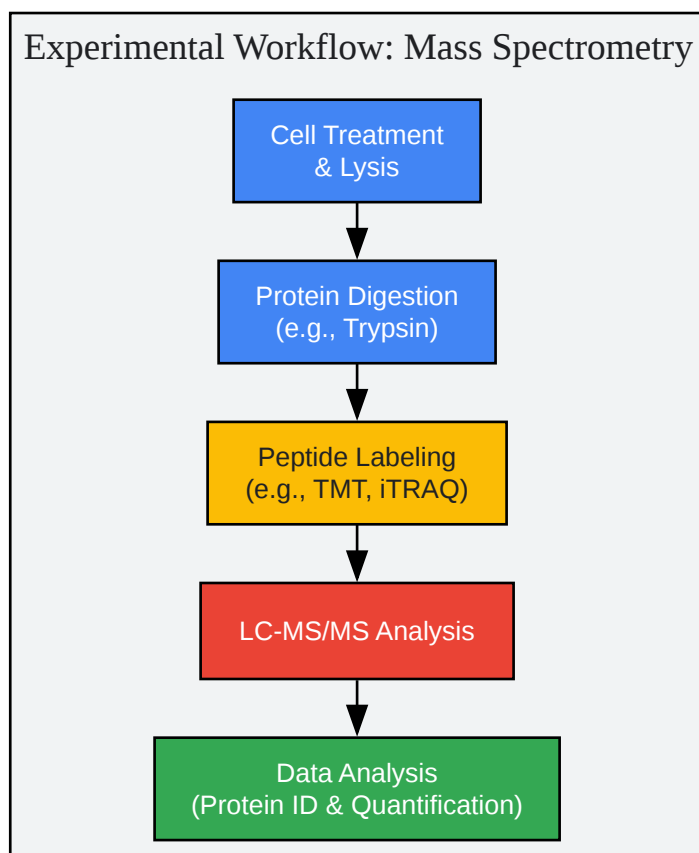 Experimental Workflow: Mass Spectrometry
Cell Treatment
& Lysis
Protein Digestion
(e.g., Trypsin)
Peptide Labeling
(e.g., TMT, iTRAQ)
LC-MS/MS Analysis
Data Analysis
(Protein ID & Quantification)